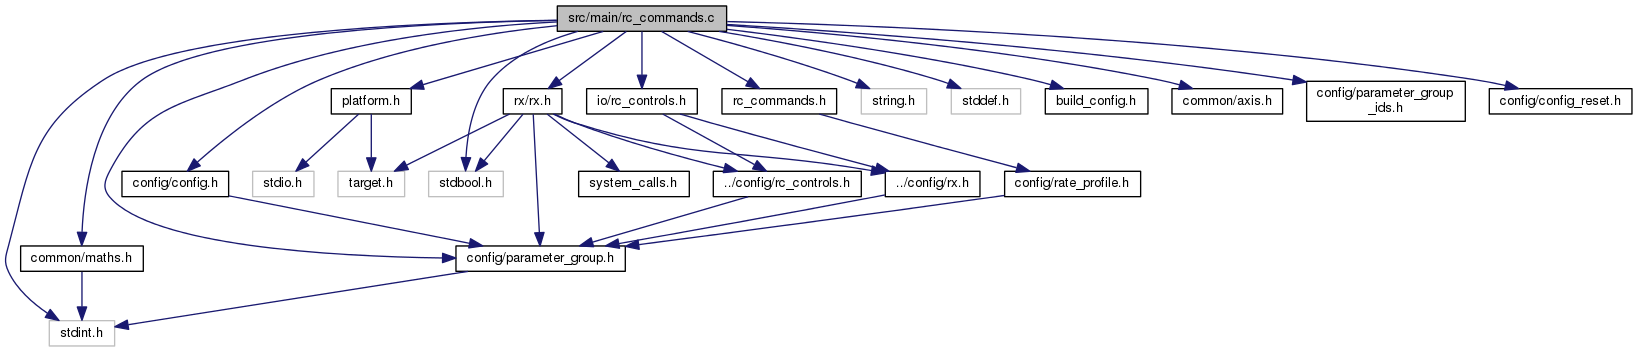 src/main/rc_commands.c
platform.h
rx/rx.h
io/rc_controls.h
rc_commands.h
string.h
stddef.h
build_config.h
common/axis.h
config/parameter_group
_ids.h
config/config_reset.h
config/config.h
stdio.h
target.h
stdbool.h
system_calls.h
../config/rc_controls.h
../config/rx.h
config/rate_profile.h
common/maths.h
config/parameter_group.h
stdint.h